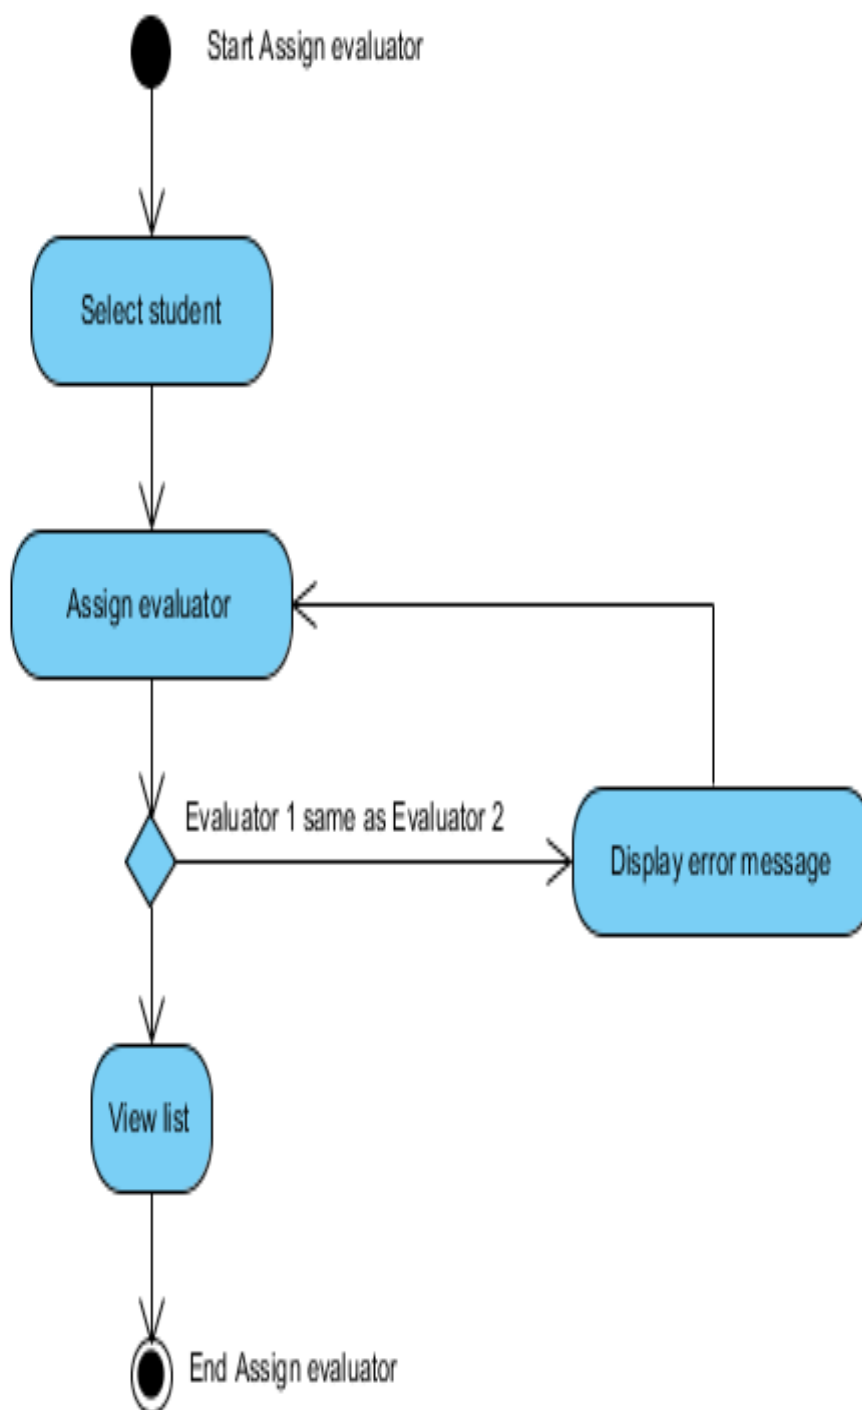 Start Assign evaluator
Select student
Assign evaluator
Evaluator 1 same as Evaluator 2
Display error message
View list
End Assign evaluator